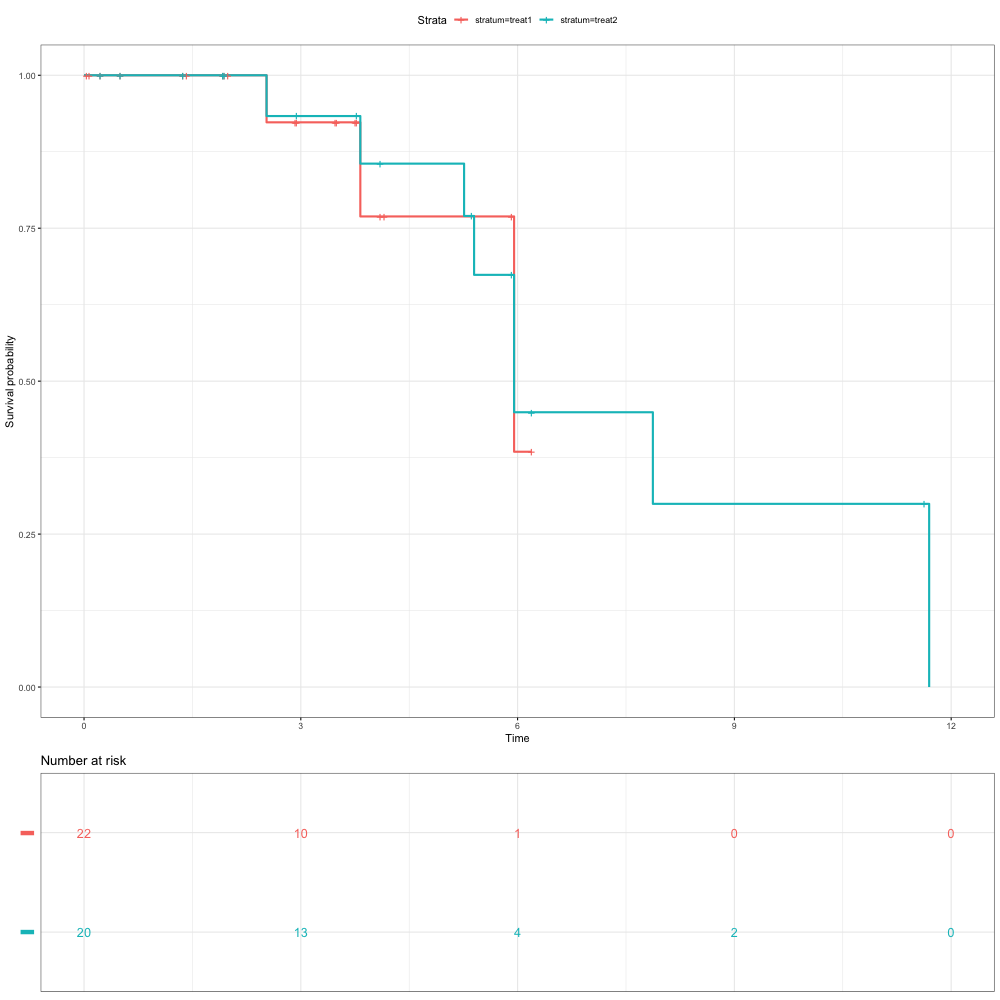 Strata stratum=treat1 stratum=treat2
1.00
0.75
0.50
0.25
0.00
Survival probability
0 3 6 9 12
Time
Number at risk
22 10 1 0 0
20 13 4 2 0